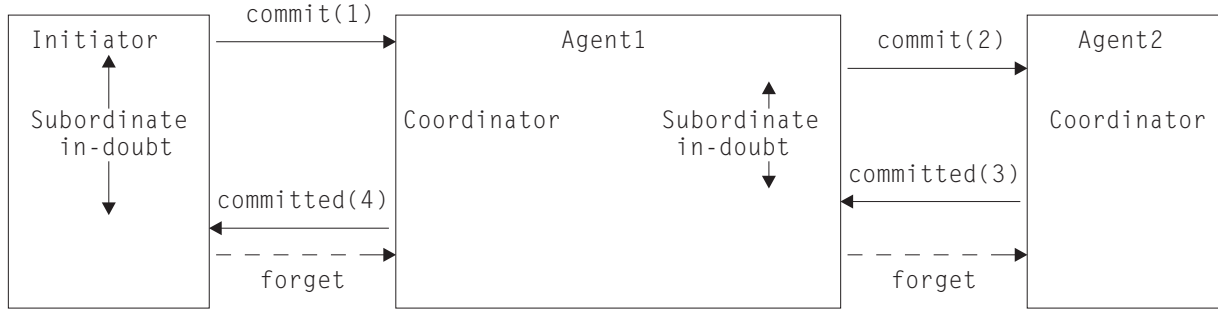 commit(1)
Initiator
Agent1
commit(2)
Agent2
Subordinate
in-doubt
Coordinator
Subordinate
in-doubt
Coordinator
committed(4)
committed(3)
forget
forget